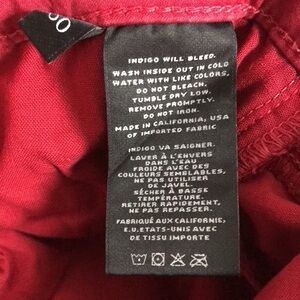 GO
INDIGO WILL BLEED.
WASH INSIDE OUT IN COLD
WATER WITH LIKE COLORS,
DO NOT BLEACH.
TUMBLE DRY LOW.
REMOVE PROMPTLY.
DO NOT IRON.
MADE IN CALIFORNIA, USA
OF IMPORTED FABRIC
INDIGO VA SAIGNER.
LAVER À L'ENVERS
DANS L'EAU
FROIDE AVEC DES
COULEURS SEMBLABLES,
NE PAS UTILISER
DE JAVEL.
SÉCHER À BASSE
TEMPÉRATURE.
RETIRER RAPIDEMENT,
NE PAS REPASSER.
FABRIQUÉ AUX CALIFORNIE,
E.U.ETATS-UNIS AVEC
DE TISSU IMPORTE